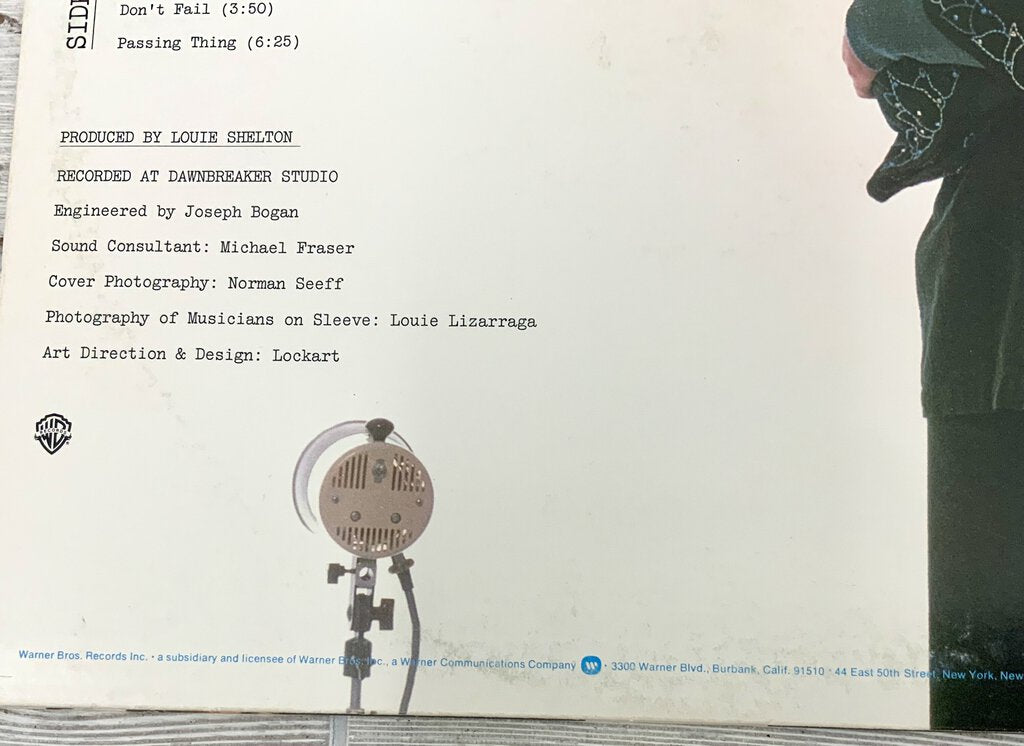 SIDE
Don't Fail (3:50)
Passing Thing (6:25)
PRODUCED BY LOUIE SHELTON
RECORDED AT DAWNBREAKER STUDIO
Engineered by Joseph Bogan
Sound Consultant: Michael Fraser
Cover Photography: Norman Seeff
Photography of Musicians on Sleeve: Louie Lizarraga
Art Direction & Design: Lockart
RECORDS
Warner Bros. Records Inc. · a subsidiary and licensee of Warner Bros. Inc., a Warner Communications Company W · 3300 Warner Blvd., Burbank, Calif. 91510 · 44 East 50th Street, New York, New